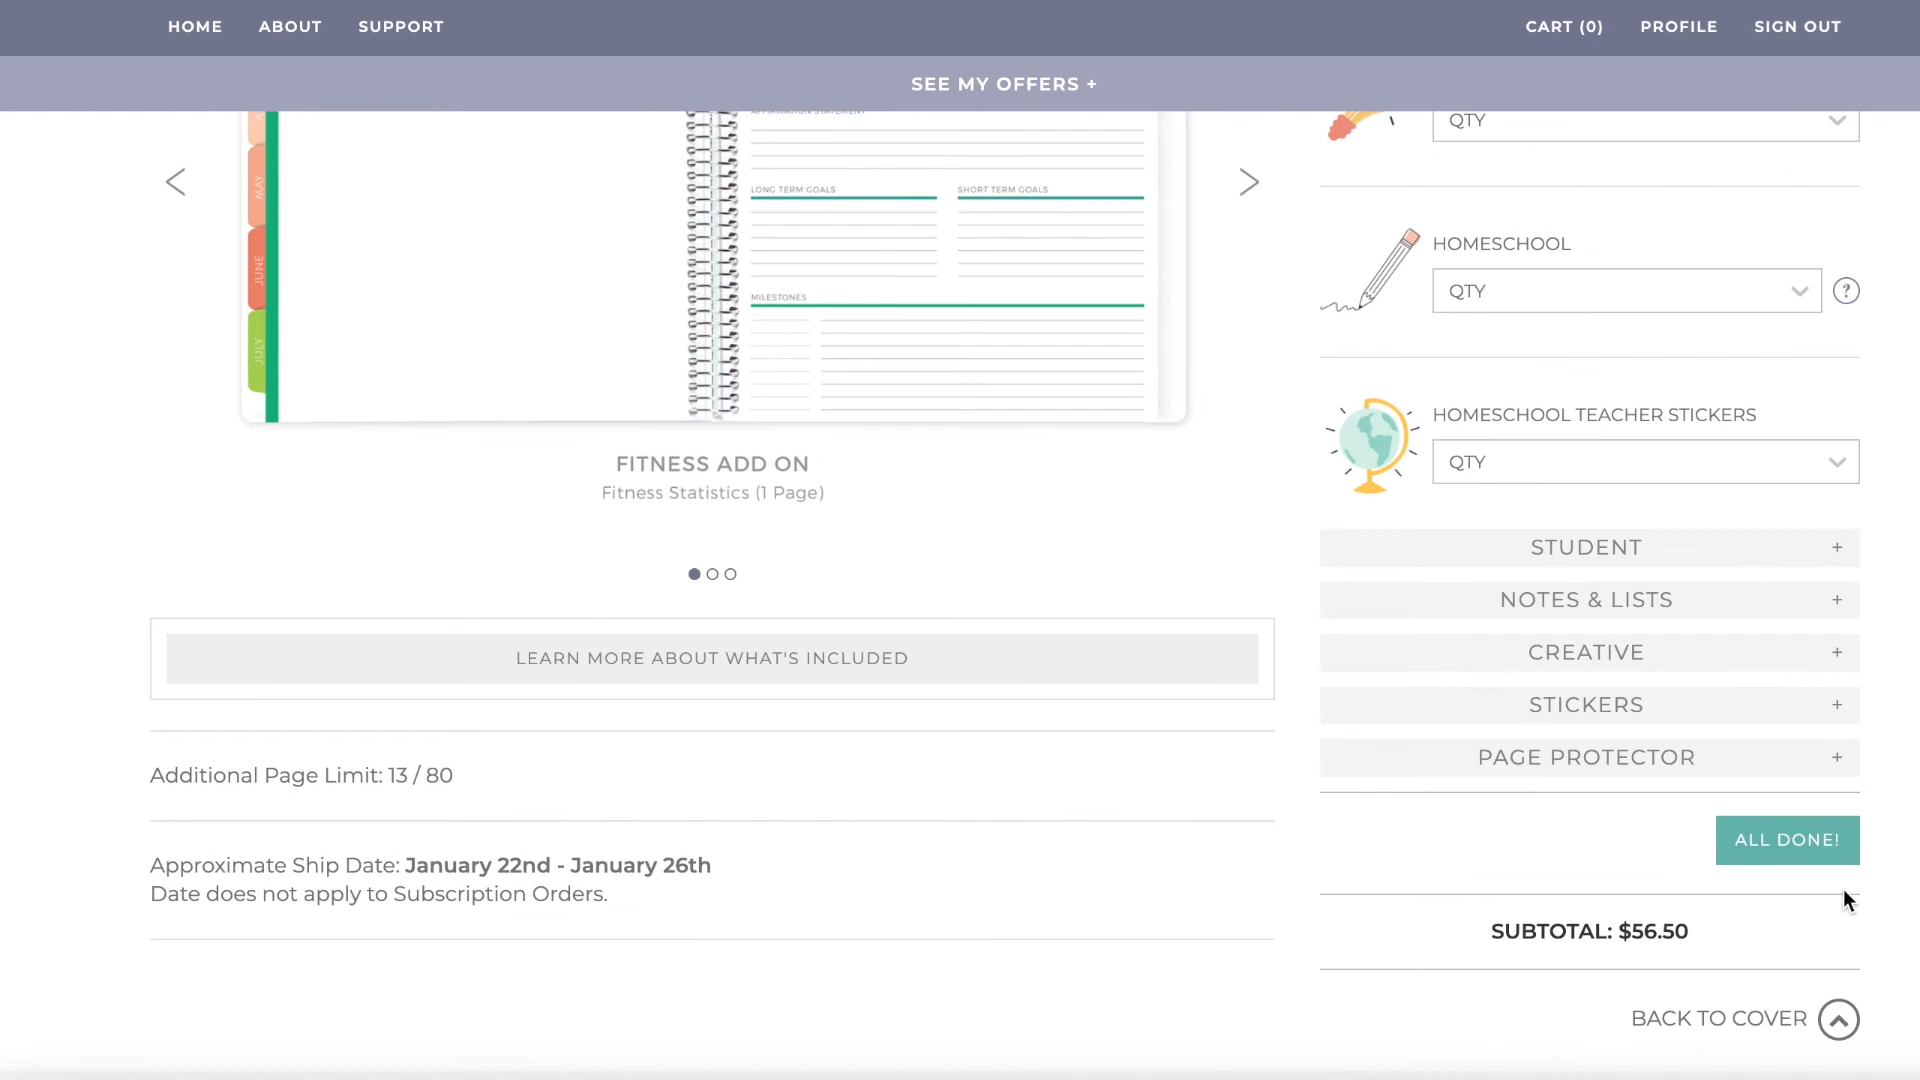 HOME ABOUT SUPPORT CART (0) PROFILE SIGN OUT
SEE MY OFFERS +
AFFIRMATION STATEMENT
LONG TERM GOALS SHORT TERM GOALS
MILESTONES
MAY
JUNE
JULY
FITNESS ADD ON
Fitness Statistics (1 Page)
LEARN MORE ABOUT WHAT'S INCLUDED
Additional Page Limit: 13 / 80
Approximate Ship Date: January 22nd - January 26th
Date does not apply to Subscription Orders.
QTY
HOMESCHOOL
QTY
?
HOMESCHOOL TEACHER STICKERS
QTY
STUDENT +
NOTES & LISTS +
CREATIVE +
STICKERS +
PAGE PROTECTOR +
ALL DONE!
SUBTOTAL: $56.50
BACK TO COVER